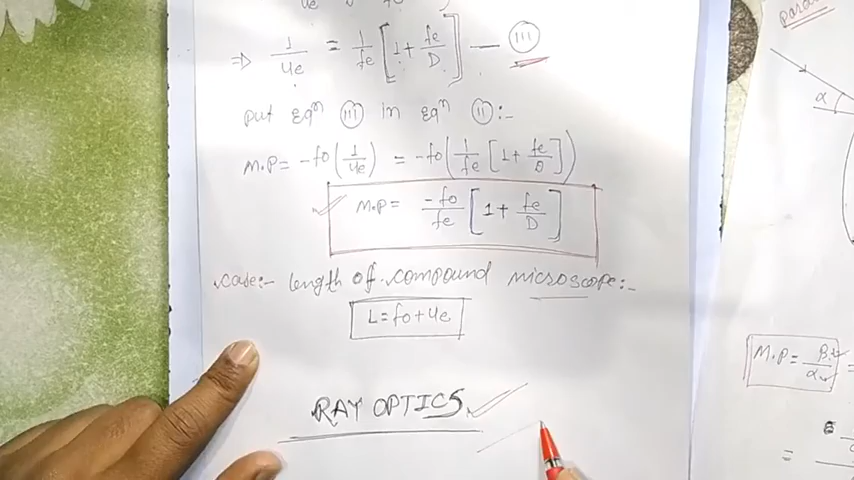 ⇒ 1/ue = 1/fe [1 + fe/D] — (III)
put eqn (III) in eqn (II):-
M.P= -fo(1/ue) = -fo(1/fe [1 + fe/D])
M.P= -fo/fe [1 + fe/D]
Case:- length of compound microscope:-
L=fo+ue
RAY OPTICS
α
M.P= β/α